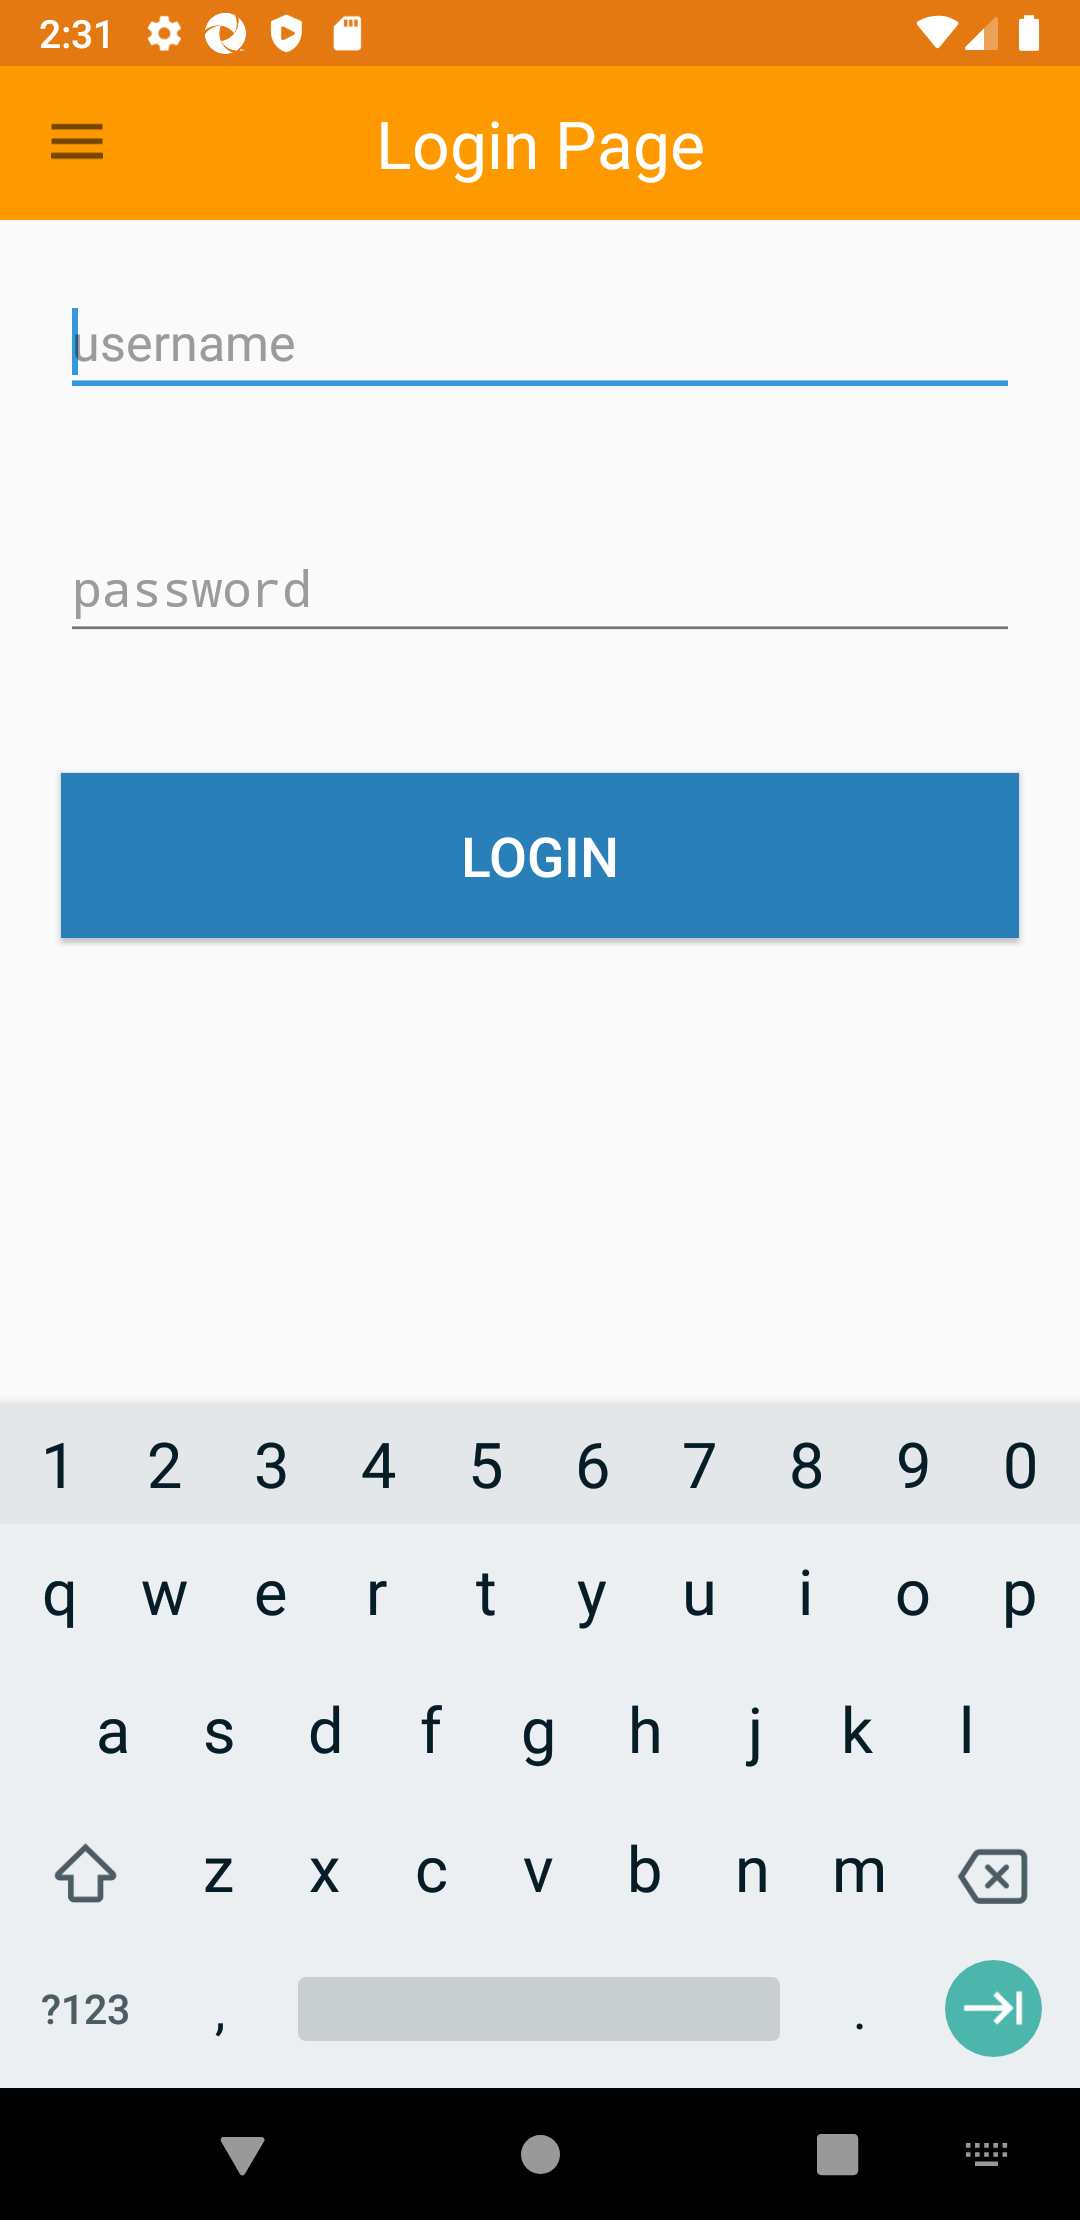 2:31
Login Page
username
password
LOGIN
1 2 3 4 5 6 7 8 9 0
q w e r t y u i o p
a s d f g h j k l
z x c v b n m
?123 , .